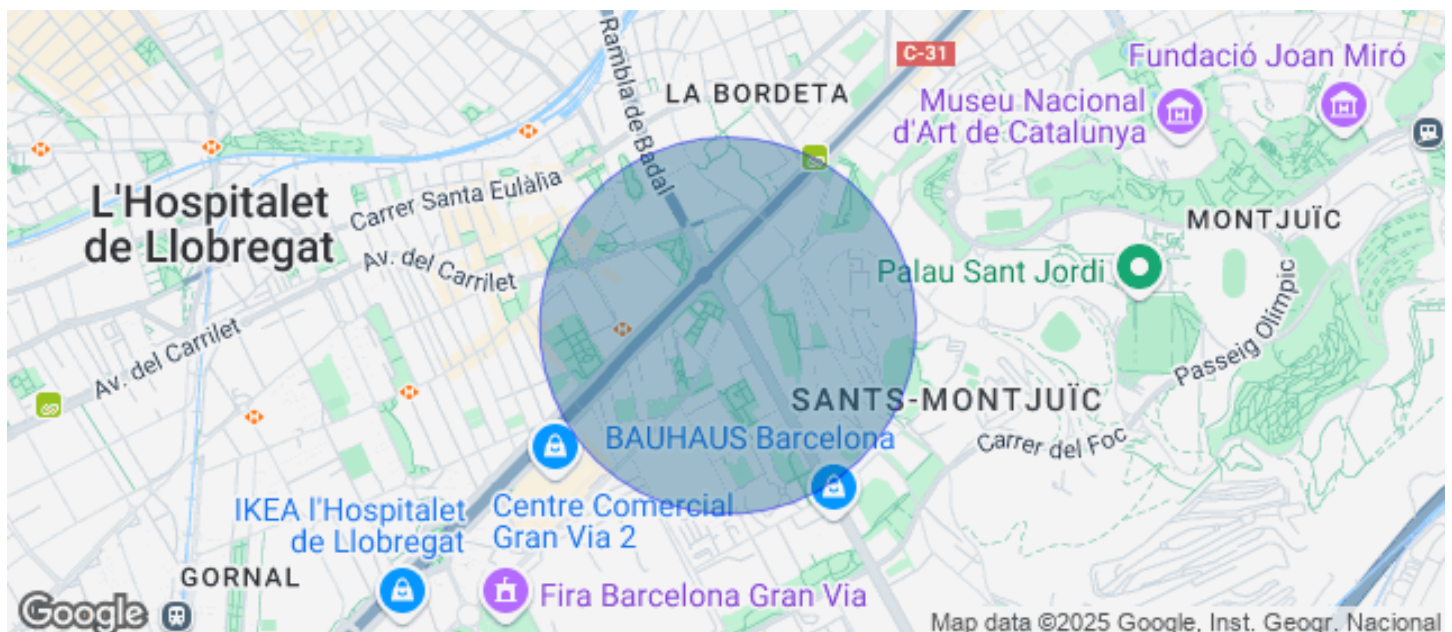 C-31
Fundació Joan Miró
Rambla de Badal
LA BORDETA
Museu Nacional
d'Art de Catalunya
L'Hospitalet
de Llobregat
Carrer Santa Eulàlia
MONTJUÏC
Av. del Carrilet
Palau Sant Jordi
Av. del Carrilet
Passeig Olímpic
SANTS-MONTJUÏC
BAUHAUS Barcelona
Carrer del Foc
IKEA l'Hospitalet
de Llobregat
Centre Comercial
Gran Via 2
GORNAL
Fira Barcelona Gran Via
Google
Map data ©2025 Google, Inst. Geogr. Nacional